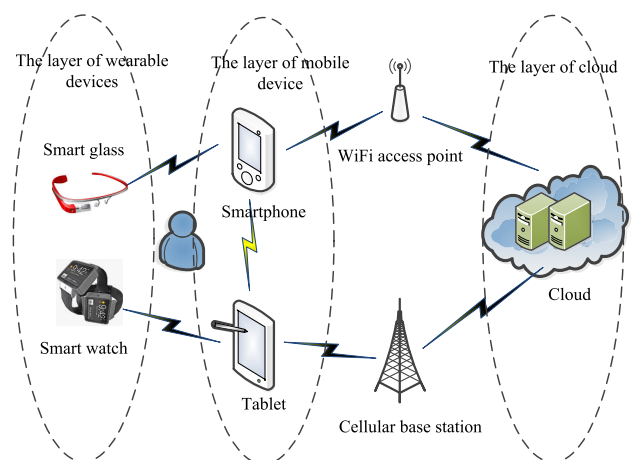 The layer of wearable
devices
The layer of mobile
device
The layer of cloud
Smart glass
WiFi access point
Smartphone
Cloud
Smart watch
Tablet
Cellular base station